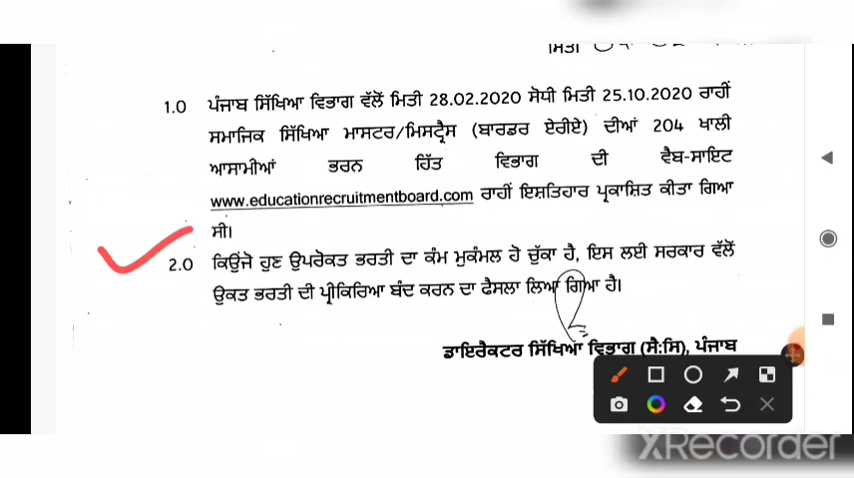 ਮਿਤੀ
1.0 ਪੰਜਾਬ ਸਿੱਖਿਆ ਵਿਭਾਗ ਵੱਲੋਂ ਮਿਤੀ 28.02.2020 ਸੋਧੀ ਮਿਤੀ 25.10.2020 ਰਾਹੀਂ
ਸਮਾਜਿਕ ਸਿੱਖਿਆ ਮਾਸਟਰ/ਮਿਸਟ੍ਰੈਸ (ਬਾਰਡਰ ਏਰੀਏ) ਦੀਆਂ 204 ਖਾਲੀ
ਆਸਾਮੀਆਂ ਭਰਨ ਹਿੱਤ ਵਿਭਾਗ ਦੀ ਵੈਬ-ਸਾਇਟ
www.educationrecruitmentboard.com ਰਾਹੀਂ ਇਸ਼ਤਿਹਾਰ ਪ੍ਰਕਾਸ਼ਿਤ ਕੀਤਾ ਗਿਆ
ਸੀ।
2.0 ਕਿਉਂਜੋ ਹੁਣ ਉਪਰੋਕਤ ਭਰਤੀ ਦਾ ਕੰਮ ਮੁਕੰਮਲ ਹੋ ਚੁੱਕਾ ਹੈ, ਇਸ ਲਈ ਸਰਕਾਰ ਵੱਲੋਂ
ਉਕਤ ਭਰਤੀ ਦੀ ਪ੍ਰੀਕਿਰਿਆ ਬੰਦ ਕਰਨ ਦਾ ਫੈਸਲਾ ਲਿਆ ਗਿਆ ਹੈ।
ਡਾਇਰੈਕਟਰ ਸਿੱਖਿਆ ਵਿਭਾਗ (ਸੈ:ਸਿ), ਪੰਜਾਬ
XRecorder